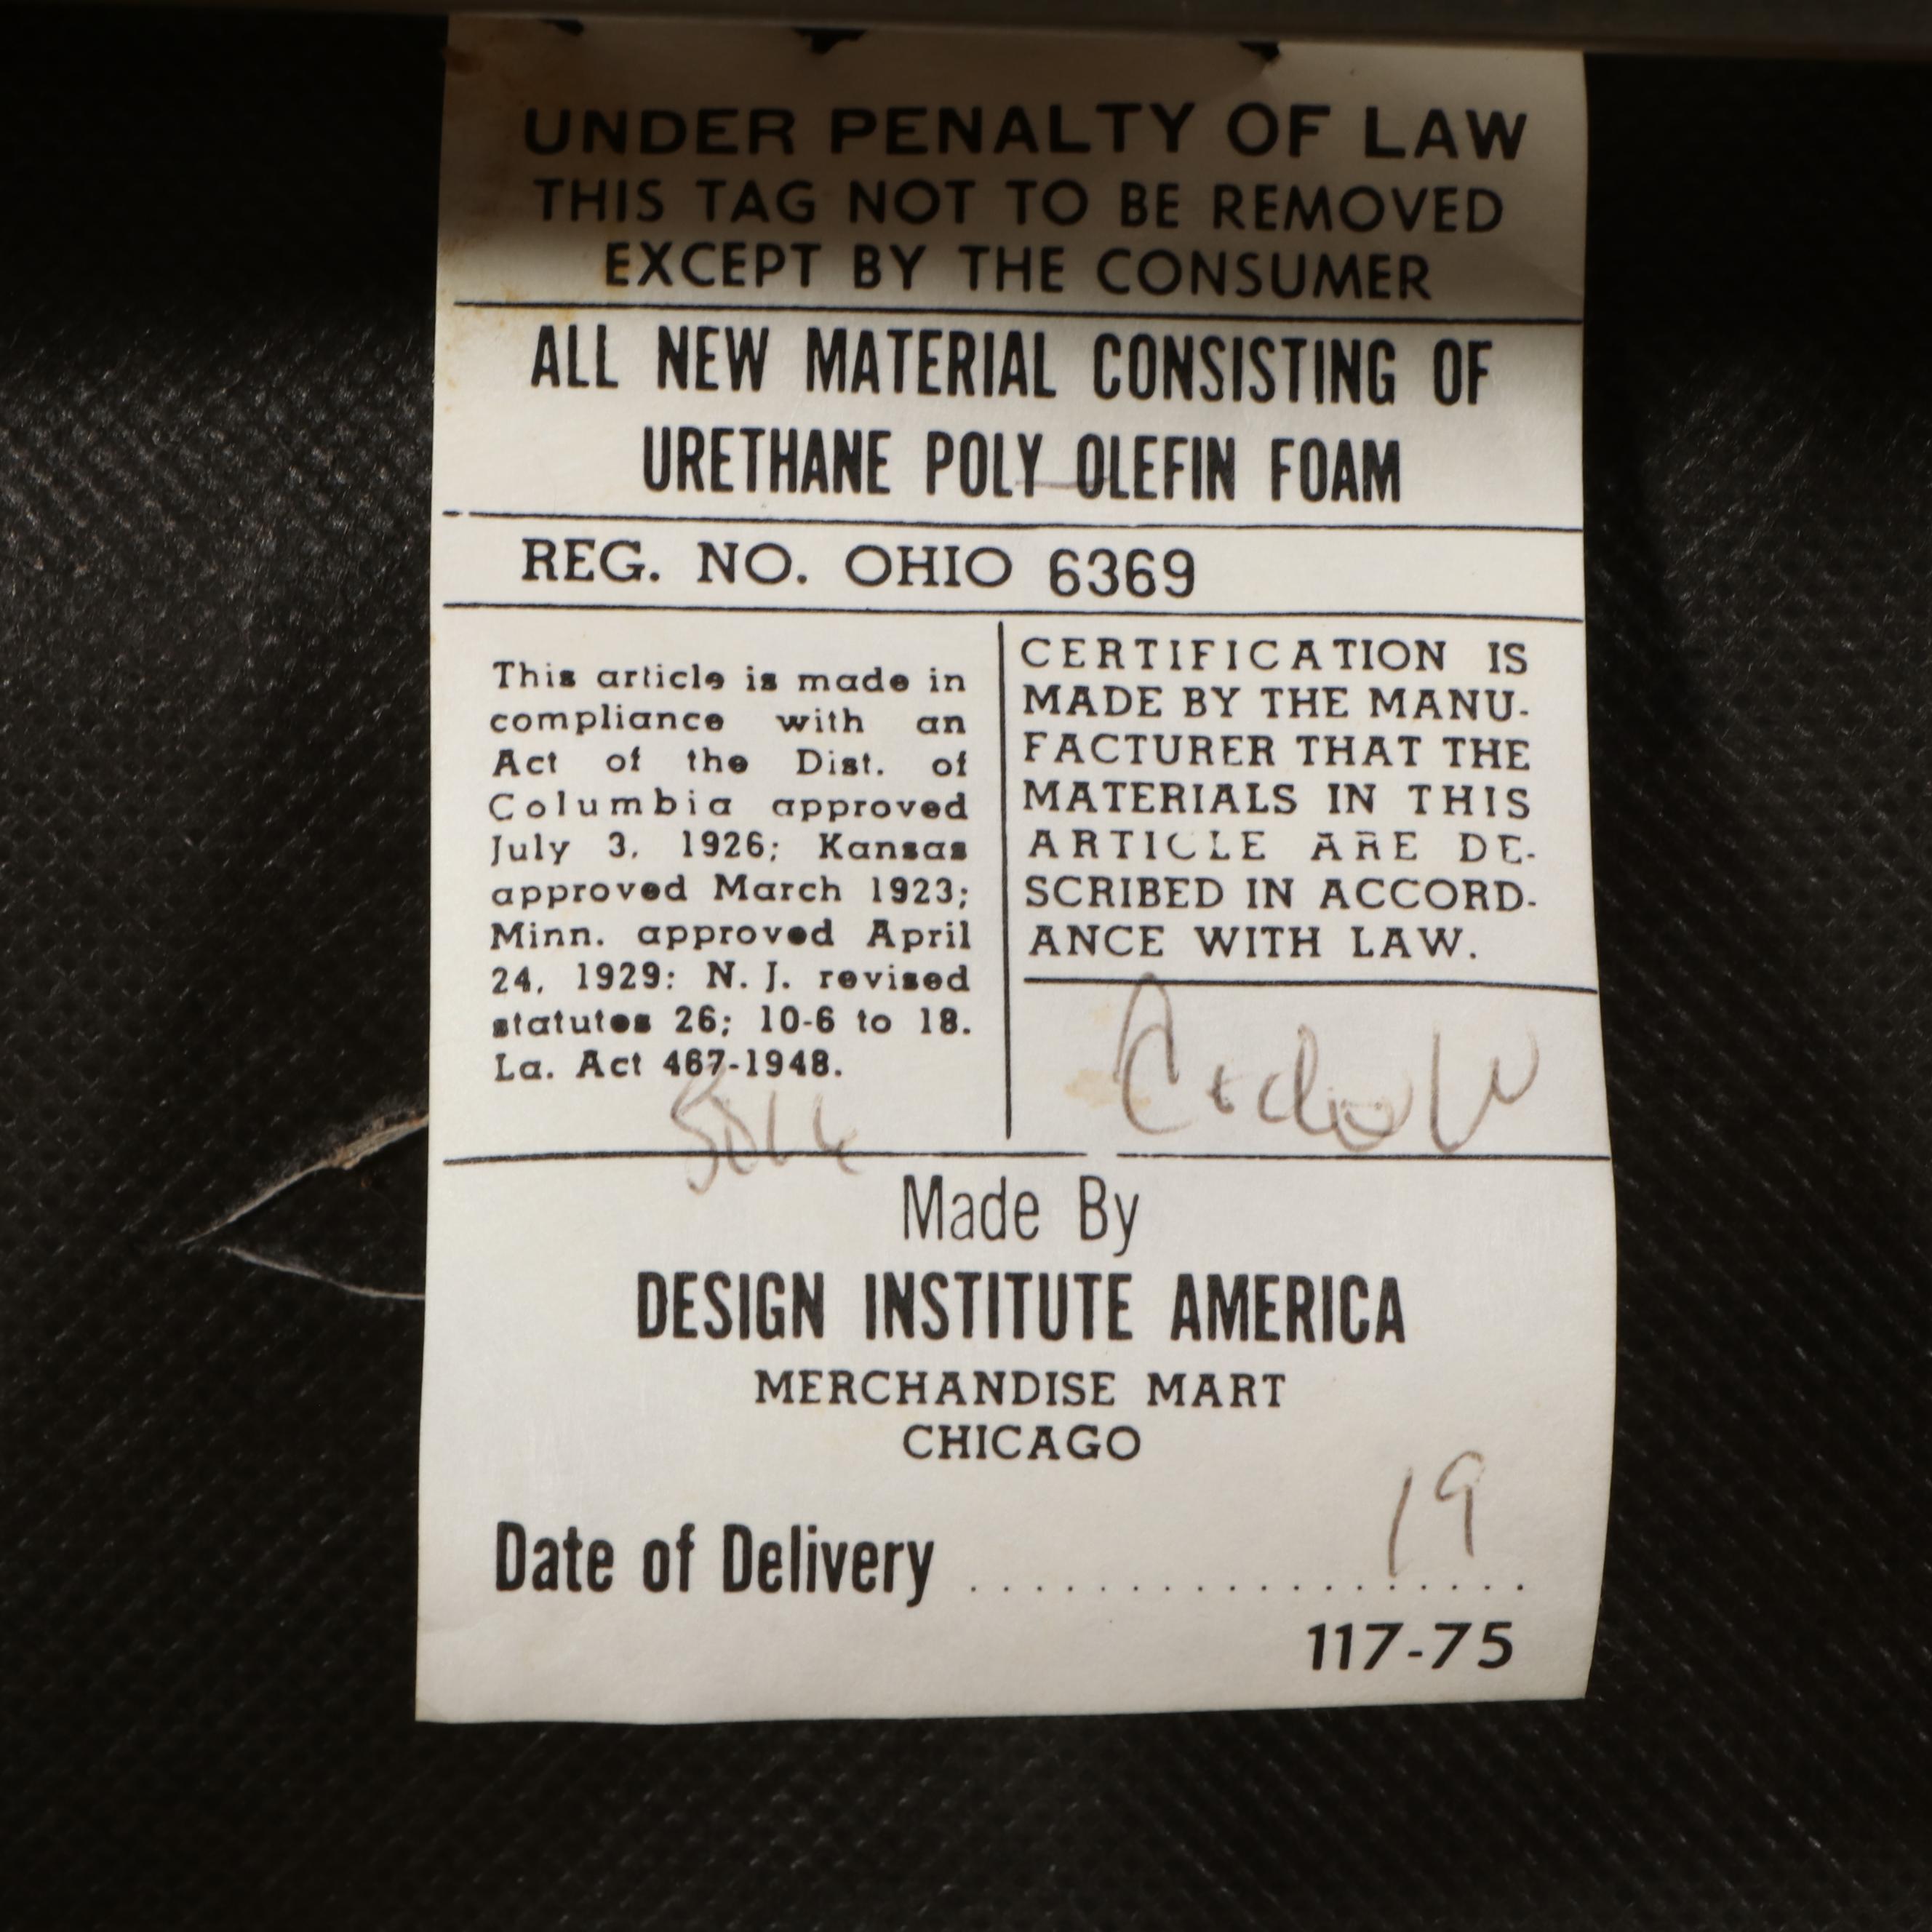 UNDER PENALTY OF LAW
THIS TAG NOT TO BE REMOVED
EXCEPT BY THE CONSUMER
ALL NEW MATERIAL CONSISTING OF
URETHANE POLY OLEFIN FOAM
REG. NO. OHIO 6369
This article is made in
compliance with an
Act of the Dist. of
Columbia approved
July 3, 1926; Kansas
approved March 1923;
Minn. approved April
24, 1929: N. J. revised
statutes 26; 10-6 to 18.
La. Act 467-1948.
CERTIFICATION IS
MADE BY THE MANU-
FACTURER THAT THE
MATERIALS IN THIS
ARTICLE ARE DE-
SCRIBED IN ACCORD-
ANCE WITH LAW.
Made By
DESIGN INSTITUTE AMERICA
MERCHANDISE MART
CHICAGO
19
Date of Delivery ..................
117-75